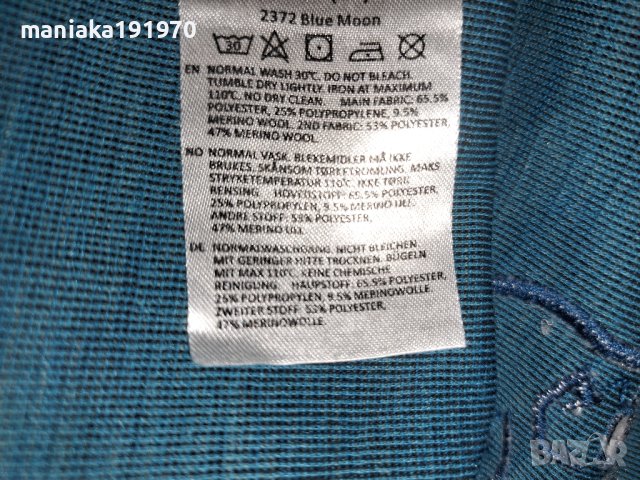 maniaka191970
2372 Blue Moon
30
EN NORMAL WASH 30°C. DO NOT BLEACH.
TUMBLE DRY LIGHTLY. IRON AT MAXIMUM
110°C. NO DRY CLEAN. MAIN FABRIC: 65.5%
POLYESTER, 25% POLYPROPYLENE, 9.5%
MERINO WOOL. 2ND FABRIC: 53% POLYESTER,
47% MERINO WOOL.
NO NORMAL VASK. BLEKEMIDLER MÅ IKKE
BRUKES. SKÅNSOM TØRKETROMLING. MAKS
STRYKETEMPERATUR 110°C. IKKE TØRR
RENSING. HOVEDSTOFF: 65.5% POLYESTER,
25% POLYPROPYLEN, 9.5% MERINO ULL.
ANDRE STOFF: 53% POLYESTER,
47% MERINO ULL
DE NORMALWASCHGANG. NICHT BLEICHEN.
MIT GERINGER HITZE TROCKNEN. BÜGELN
MIT MAX 110°C. KEINE CHEMISCHE
REINIGUNG. HAUPSTOFF: 65.5% POLYESTER,
25% POLYPROPYLEN, 9.5% MERINOWOLLE.
ZWEITER STOFF: 53% POLYESTER,
47% MERINOWOLLE.
BAZAR